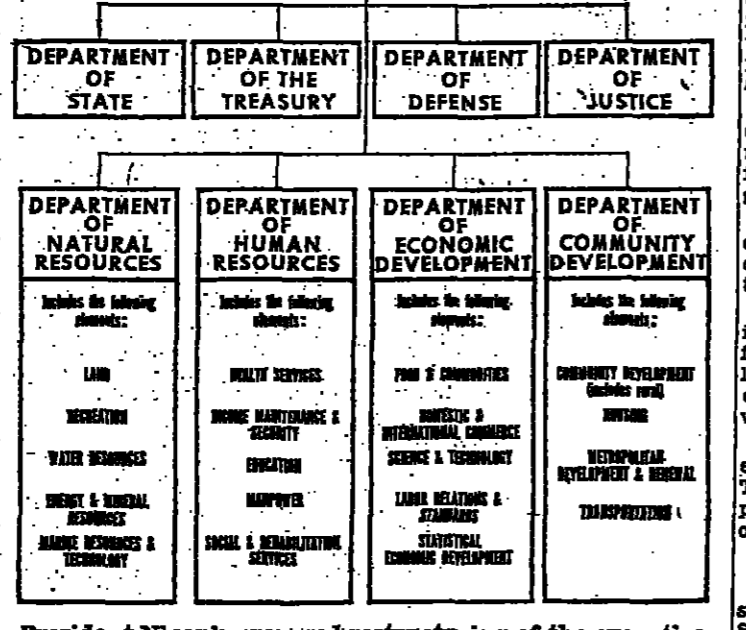 DEPARTMENT
OF
STATE
DEPARTMENT
OF THE
TREASURY
DEPARTMENT
OF
DEFENSE
DEPARTMENT
OF
JUSTICE
DEPARTMENT
OF
NATURAL
RESOURCES
Includes the following
elements:
LAND
RECREATION
WATER RESOURCES
ENERGY & MINERAL
RESOURCES
MARINE RESOURCES &
TECHNOLOGY
DEPARTMENT
OF
HUMAN
RESOURCES
Includes the following
elements:
HEALTH SERVICES
INCOME MAINTENANCE &
SECURITY
EDUCATION
MANPOWER
SOCIAL & REHABILITATION
SERVICES
DEPARTMENT
OF
ECONOMIC
DEVELOPMENT
Includes the following
elements:
FOOD & COMMODITIES
DOMESTIC &
INTERNATIONAL COMMERCE
SCIENCE & TECHNOLOGY
LABOR RELATIONS &
STANDARDS
STATISTICAL
ECONOMIC DEVELOPMENT
DEPARTMENT
OF
COMMUNITY
DEVELOPMENT
Includes the following
elements:
COMMUNITY DEVELOPMENT
(includes rural)
HOUSING
METROPOLITAN
DEVELOPMENT & RENEWAL
TRANSPORTATION
of the